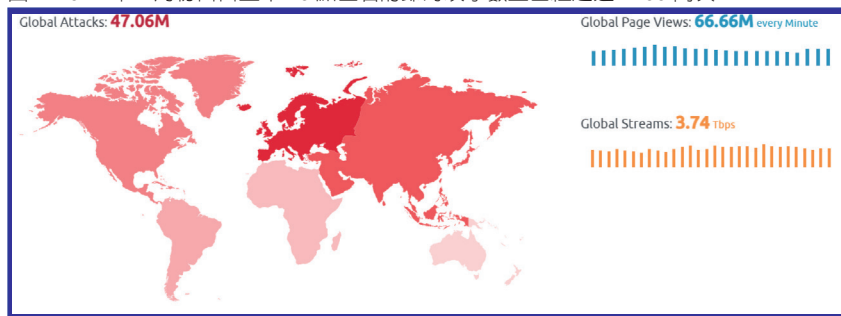 Global Attacks: 47.06M
Global Page Views: 66.66M every Minute
Global Streams: 3.74 Tbps